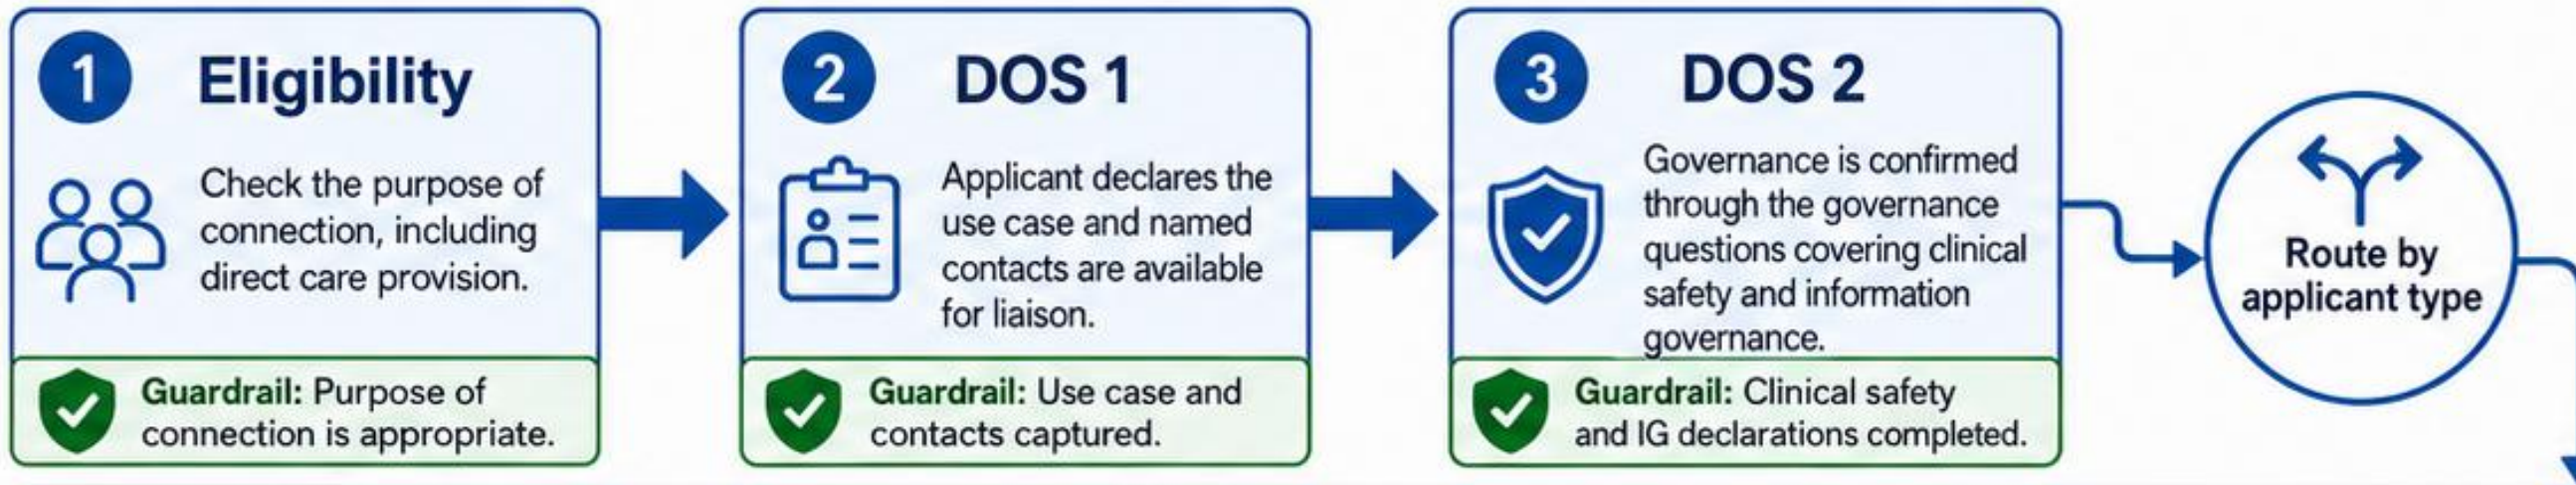 1
Eligibility
Check the purpose of
connection, including
direct care provision.
Guardrail: Purpose of
connection is appropriate.
2
DOS 1
Applicant declares the
use case and named
contacts are available
for liaison.
Guardrail: Use case and
contacts captured.
3
DOS 2
Governance is confirmed
through the governance
questions covering clinical
safety and information
governance.
Guardrail: Clinical safety
and IG declarations completed.
Route by
applicant type